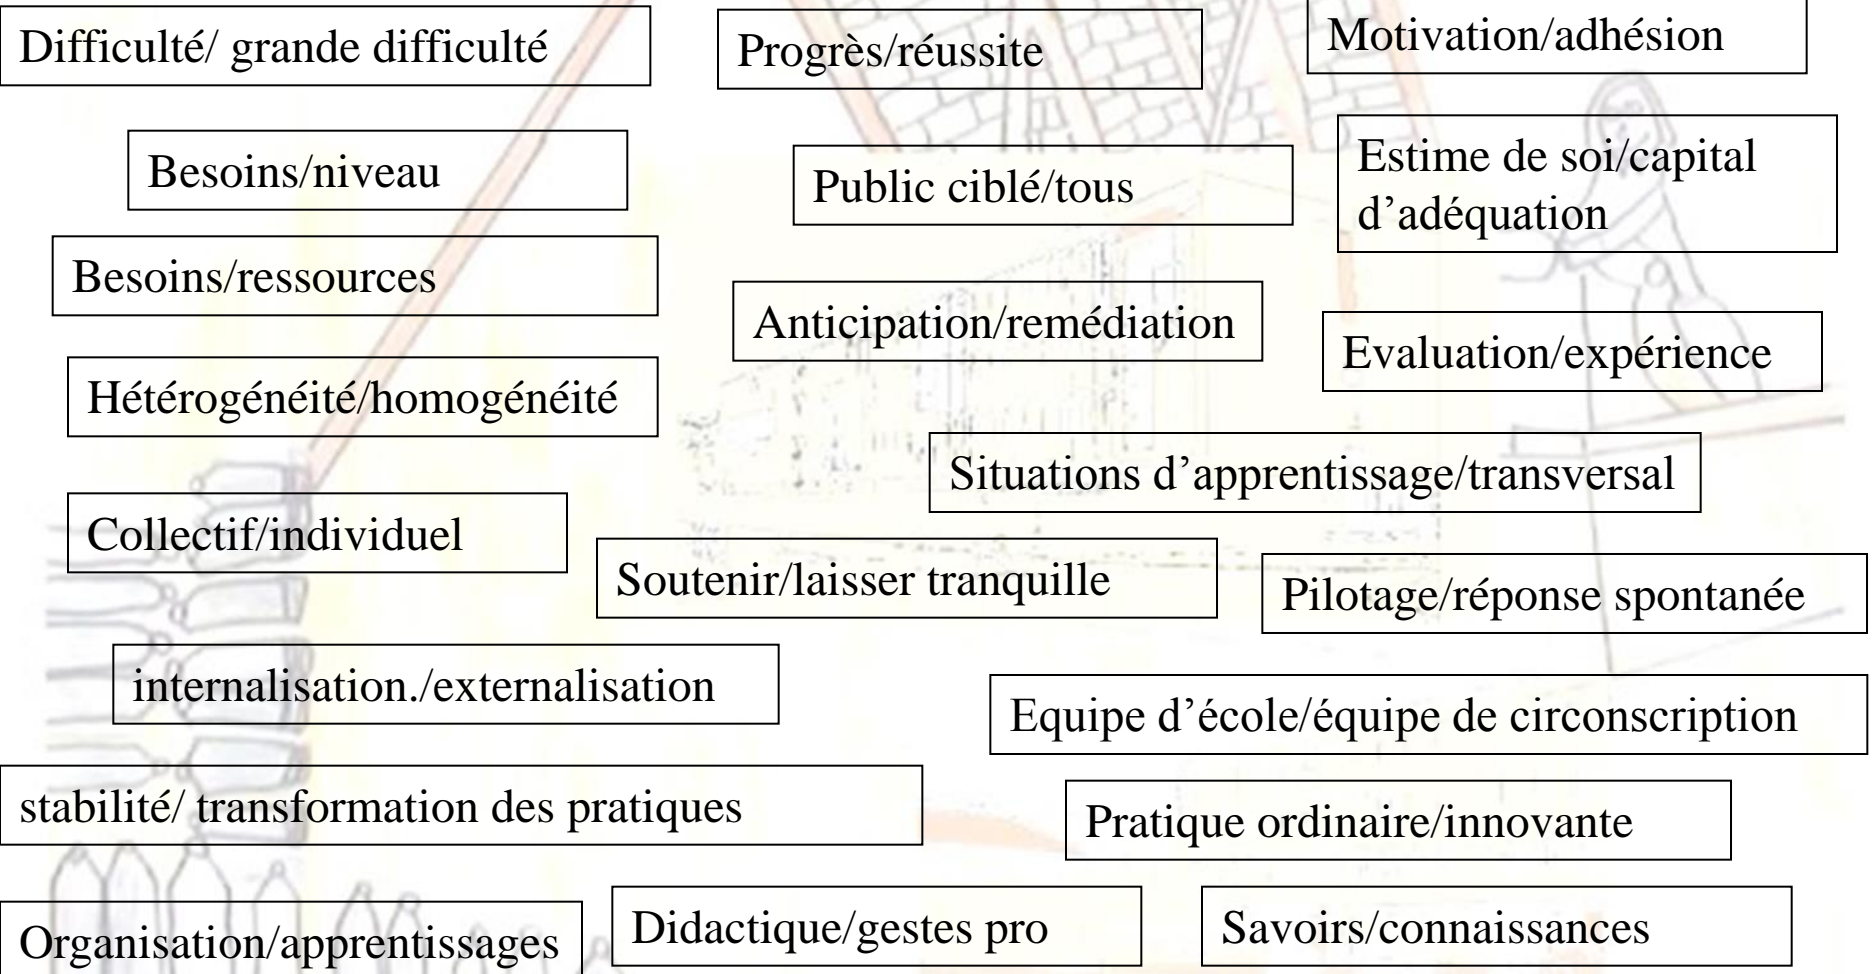 Difficulté/ grande difficulté
Progrès/réussite
Motivation/adhésion
Besoins/niveau
Public ciblé/tous
Estime de soi/capital
d’adéquation
Besoins/ressources
Anticipation/remédiation
Evaluation/expérience
Hétérogénéité/homogénéité
Situations d’apprentissage/transversal
Collectif/individuel
Soutenir/laisser tranquille
Pilotage/réponse spontanée
internalisation./externalisation
Equipe d’école/équipe de circonscription
stabilité/ transformation des pratiques
Pratique ordinaire/innovante
Organisation/apprentissages
Didactique/gestes pro
Savoirs/connaissances